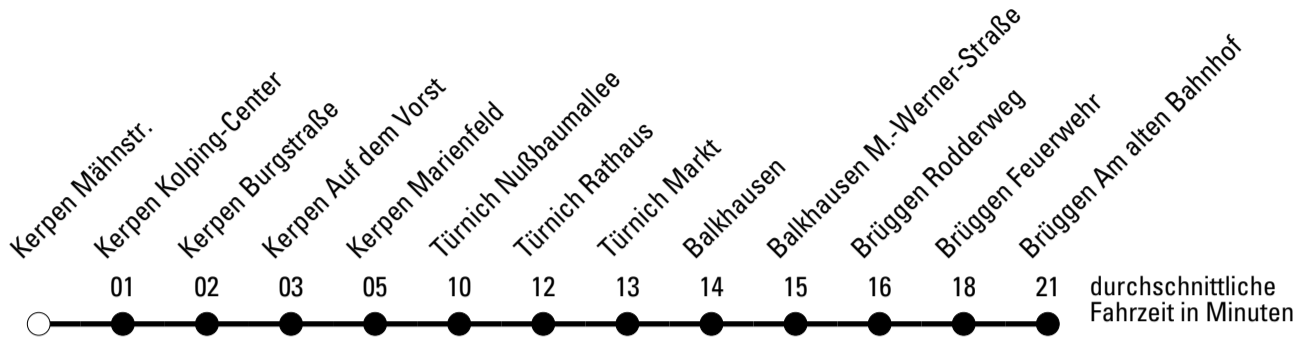 Kerpen Mähnstr.
Kerpen Kolping-Center
Kerpen Burgstraße
Kerpen Auf dem Vorst
Kerpen Marienfeld
Türnich Nußbaumallee
Türnich Rathaus
Türnich Markt
Balkhausen
Balkhausen M.-Werner-Straße
Brüggen Rodderweg
Brüggen Feuerwehr
Brüggen Am alten Bahnhof
01 02 03 05 10 12 13 14 15 16 18 21
durchschnittliche
Fahrzeit in Minuten